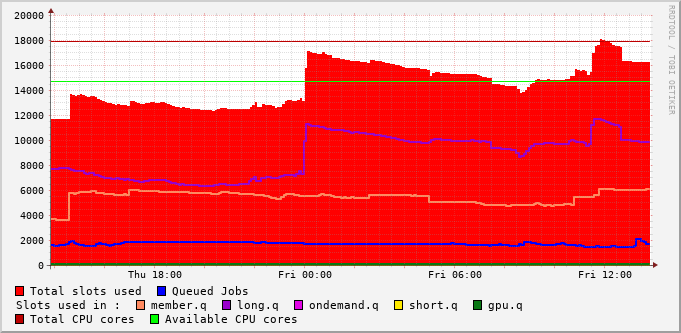 20000
18000
16000
14000
12000
10000
8000
6000
4000
2000
0
Thu 18:00 Fri 00:00 Fri 06:00 Fri 12:00
Total slots used Queued Jobs
Slots used in : member.q long.q ondemand.q short.q gpu.q
Total CPU cores Available CPU cores
RRDTOOL / TOBI OETIKER